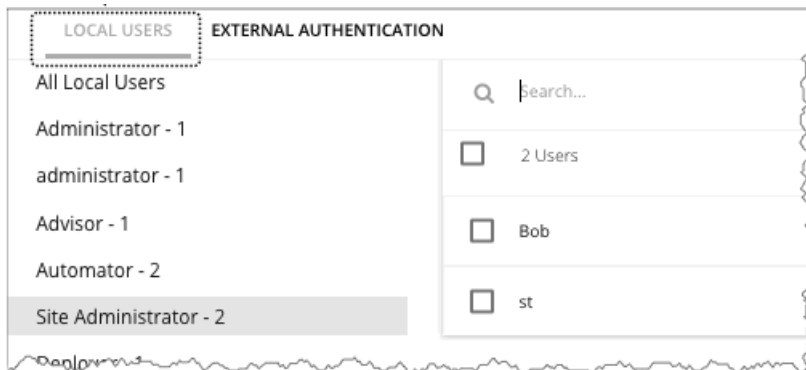 LOCAL USERS EXTERNAL AUTHENTICATION
All Local Users
Administrator - 1
administrator - 1
Advisor - 1
Automator - 2
Site Administrator - 2
Search...
2 Users
Bob
st